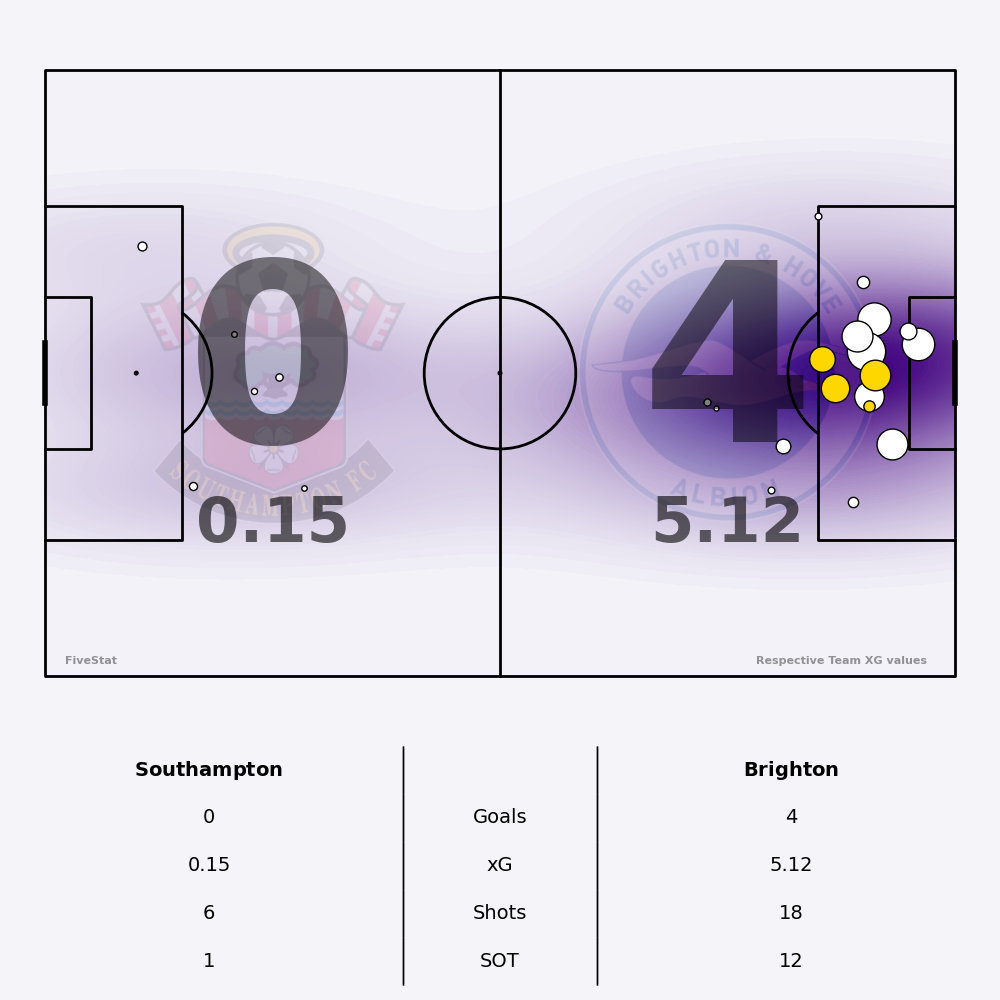 BRIGHTON & HOVE
ALBION
SOUTHAMPTON FC
0
4
0.15
5.12
FiveStat
Respective Team XG values
Southampton
Brighton
0
Goals
4
0.15
xG
5.12
6
Shots
18
1
SOT
12